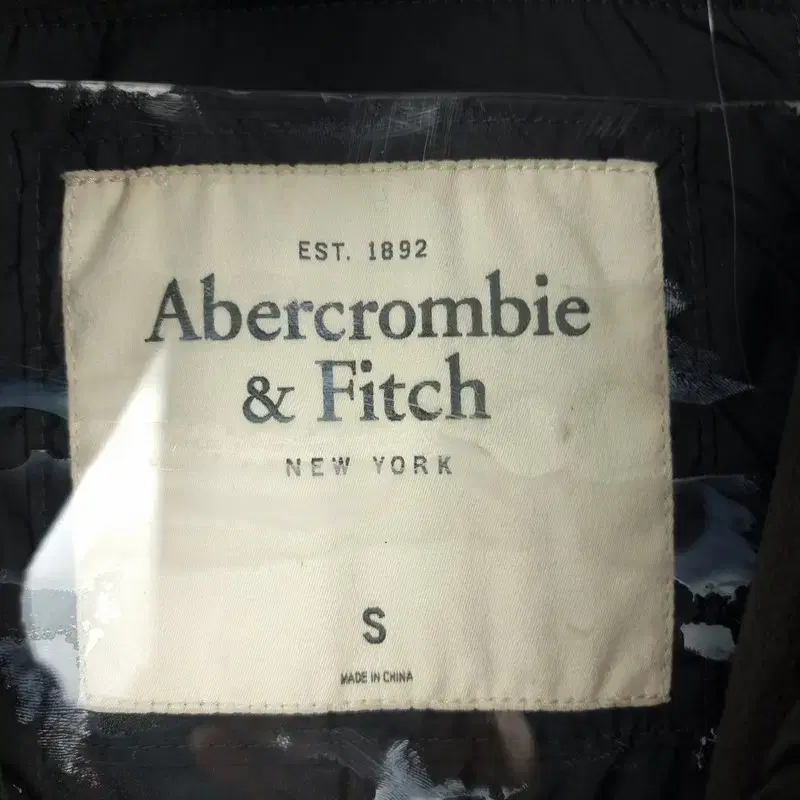 EST. 1892
Abercrombie
& Fitch
NEW YORK
S
MADE IN CHINA